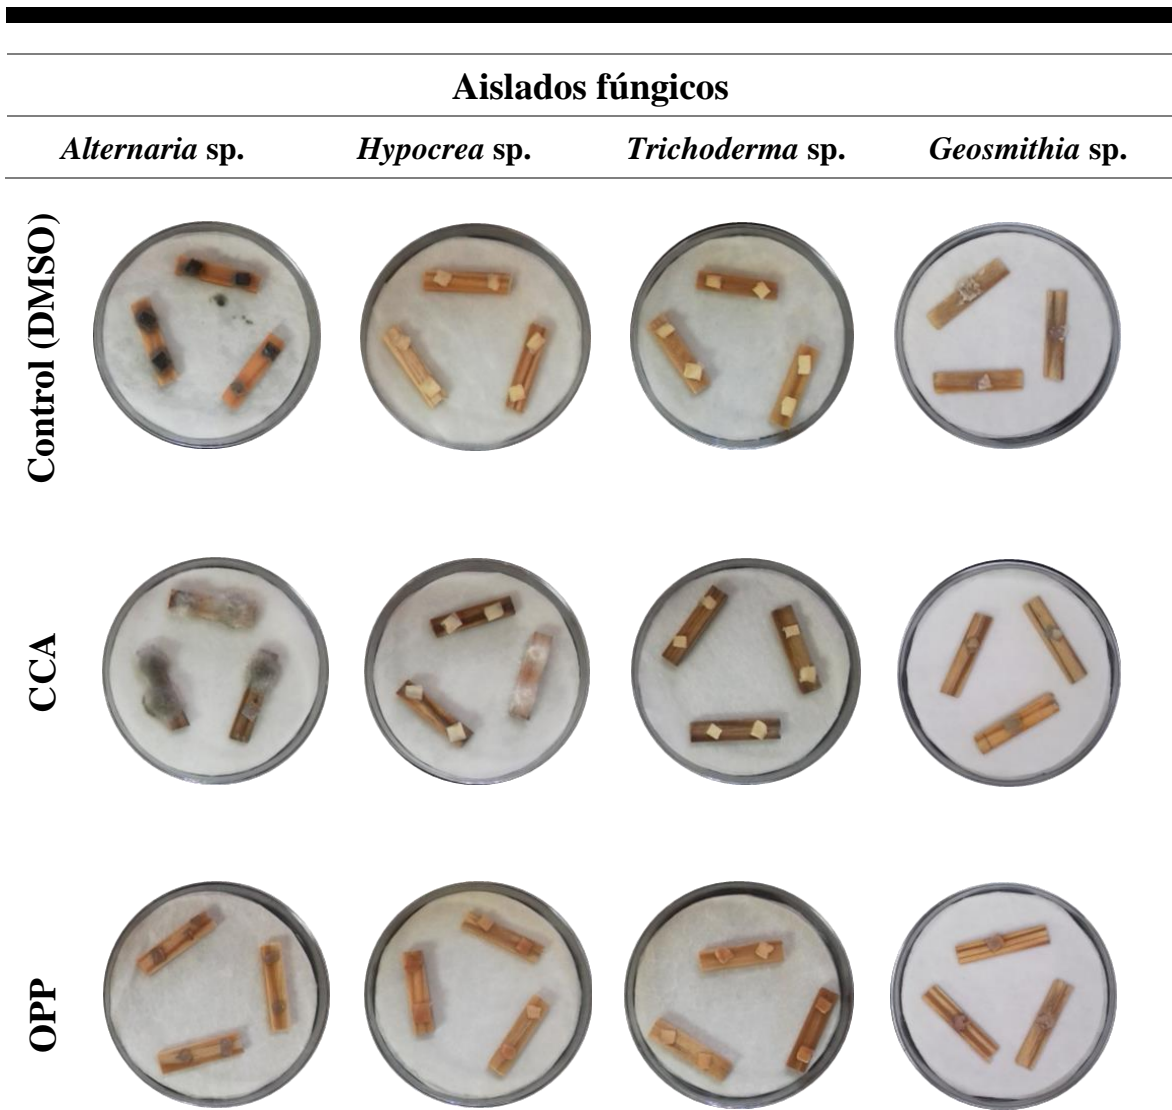 Aislados fúngicos
Alternaria sp. Hypocrea sp. Trichoderma sp. Geosmithia sp.
Control (DMSO)
CCA
OPP